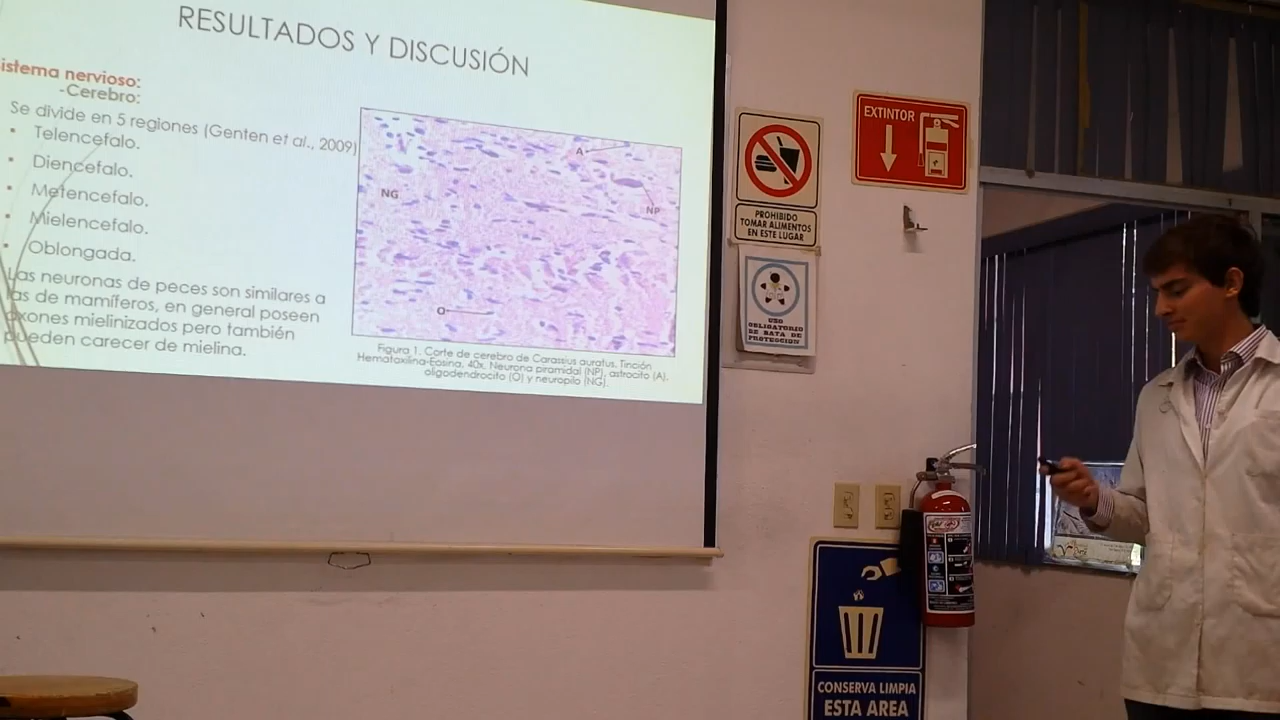 RESULTADOS Y DISCUSIÓN
istema nervioso:
-Cerebro:
Se divide en 5 regiones (Genten et al., 2009)
Telencefalo.
Diencefalo.
Metencefalo.
Mielencefalo.
Oblongada.
Las neuronas de peces son similares a
las de mamíferos, en general poseen
axones mielinizados pero también
pueden carecer de mielina.
A
NG
NP
O
Figura 1. Corte de cerebro de Carassius auratus. Tinción
Hematoxilina-Eosina, 40x. Neurona piramidal (NP), astrocito (A),
oligodendrocito (O) y neuropilo (NG).
PROHIBIDO
TOMAR ALIMENTOS
EN ESTE LUGAR
EXTINTOR
USO
OBLIGATORIO
DE BATA DE
PROTECCION
CONSERVA LIMPIA
ESTA AREA